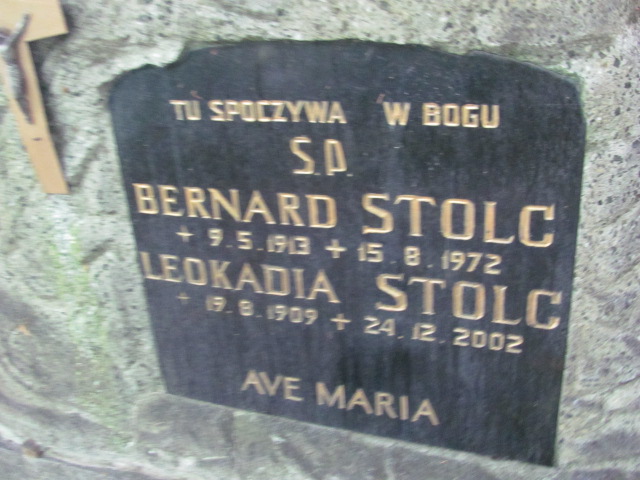 TU SPOCZYWA W BOGU
Ś.P.
BERNARD STOLC
+ 9.5.1913 + 15.8.1972
LEOKADIA STOLC
+ 19.8.1909 + 24.12.2002
AVE MARIA